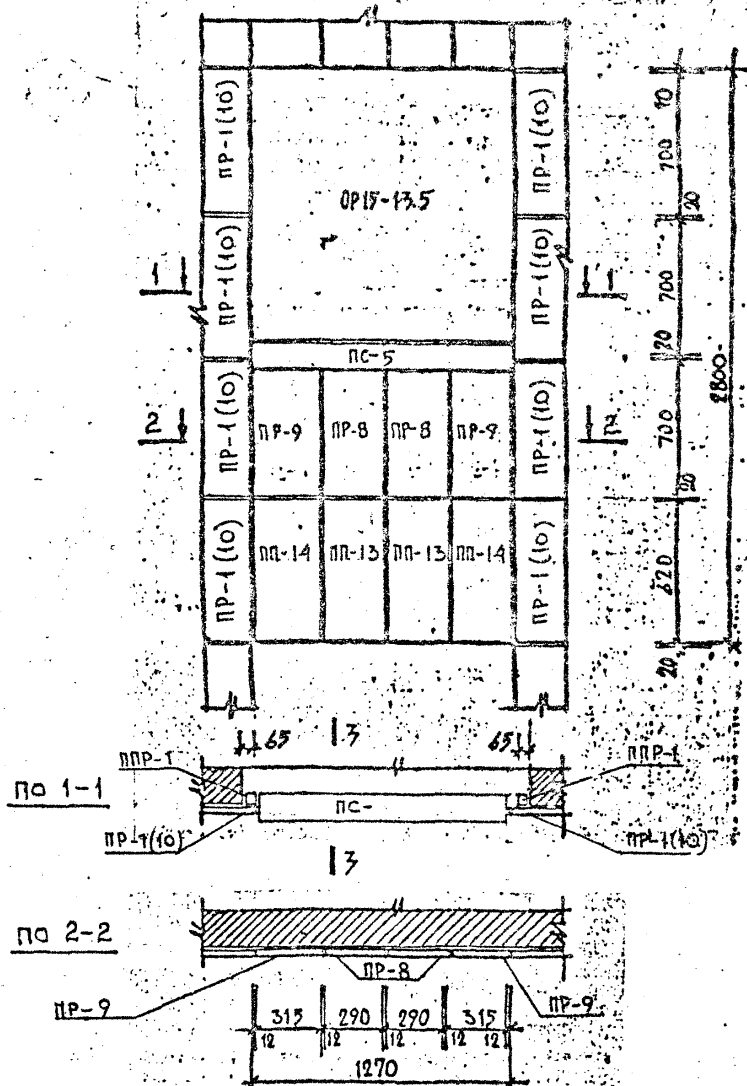 ПР-1(10) ПР-1(10)
ОР15-13.5
ПР-1(10) ПР-1(10)
1 1
ПС-5
ПР-1(10) ПР-9 ПР-8 ПР-8 ПР-9 ПР-1(10)
2 2
ПР-1(10) ПП-14 ПП-13 ПП-13 ПП-14 ПР-1(10)
10
700
20
700
20
700
20
620
20
2800
65 3 65
ППР-1 ППР-1
ПО 1-1
ПС-
ПР-1(10) ПР-1(10)
3
ПО 2-2
ПР-8
ПР-9 ПР-9
315 290 290 315
12 12 12 12 12
1270